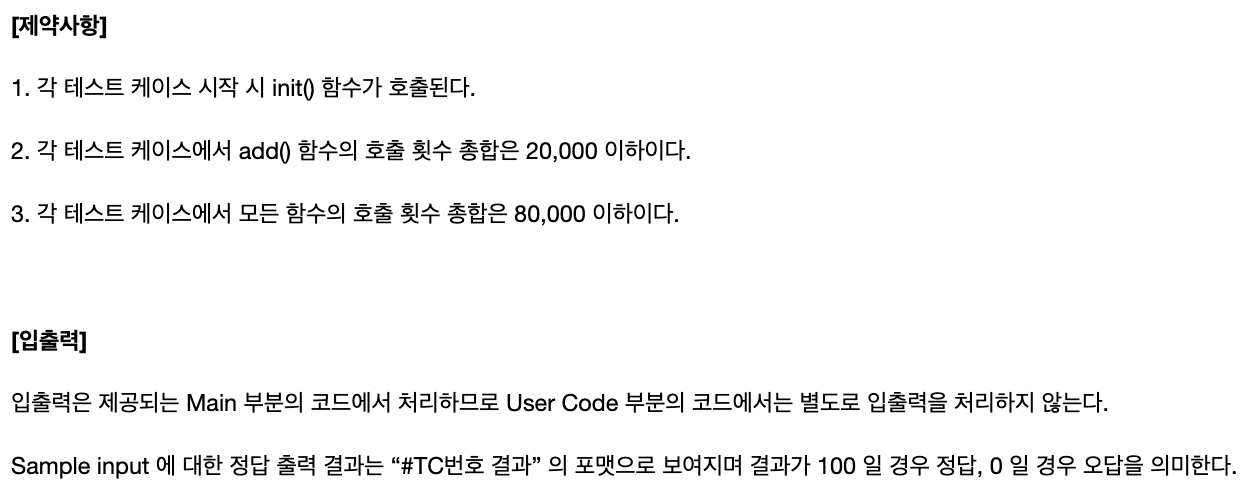 [제약사항]
1. 각 테스트 케이스 시작 시 init() 함수가 호출된다.
2. 각 테스트 케이스에서 add() 함수의 호출 횟수 총합은 20,000 이하이다.
3. 각 테스트 케이스에서 모든 함수의 호출 횟수 총합은 80,000 이하이다.
[입출력]
입출력은 제공되는 Main 부분의 코드에서 처리하므로 User Code 부분의 코드에서는 별도로 입출력을 처리하지 않는다.
Sample input 에 대한 정답 출력 결과는 “#TC번호 결과” 의 포맷으로 보여지며 결과가 100 일 경우 정답, 0 일 경우 오답을 의미한다.